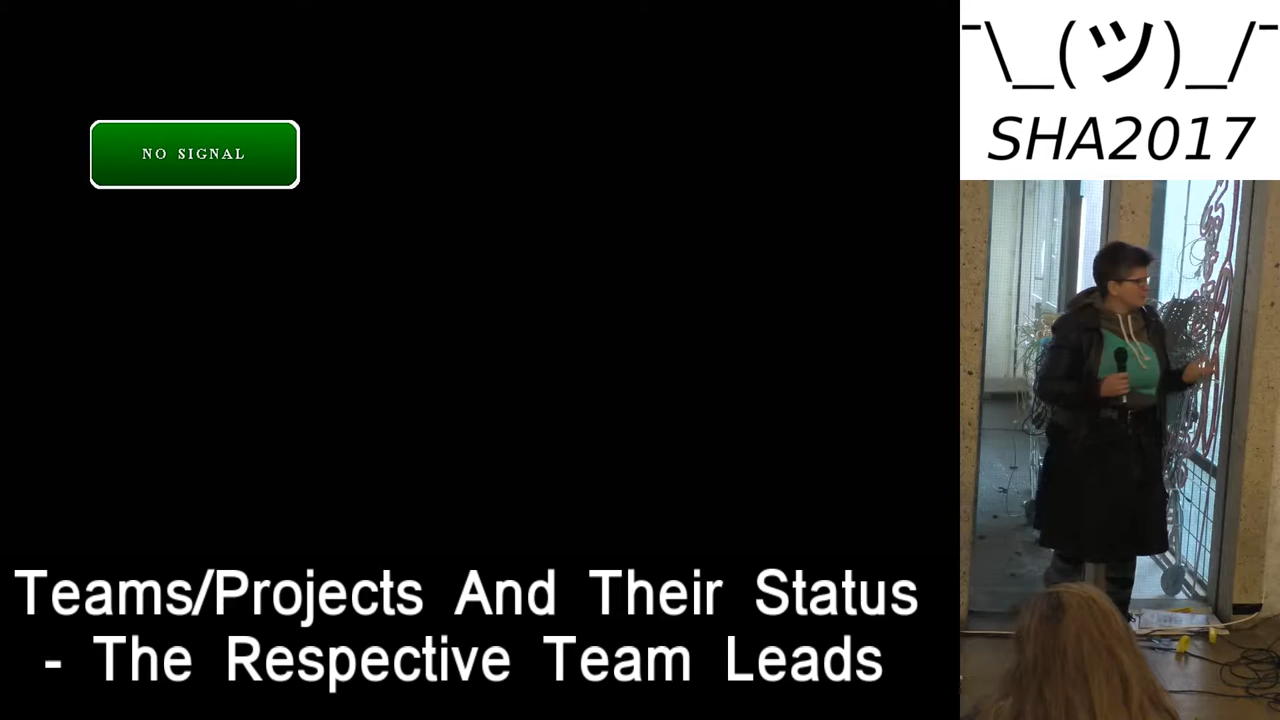 NO SIGNAL
¯\_(ツ)_/¯
SHA2017
Teams/Projects And Their Status
- The Respective Team Leads